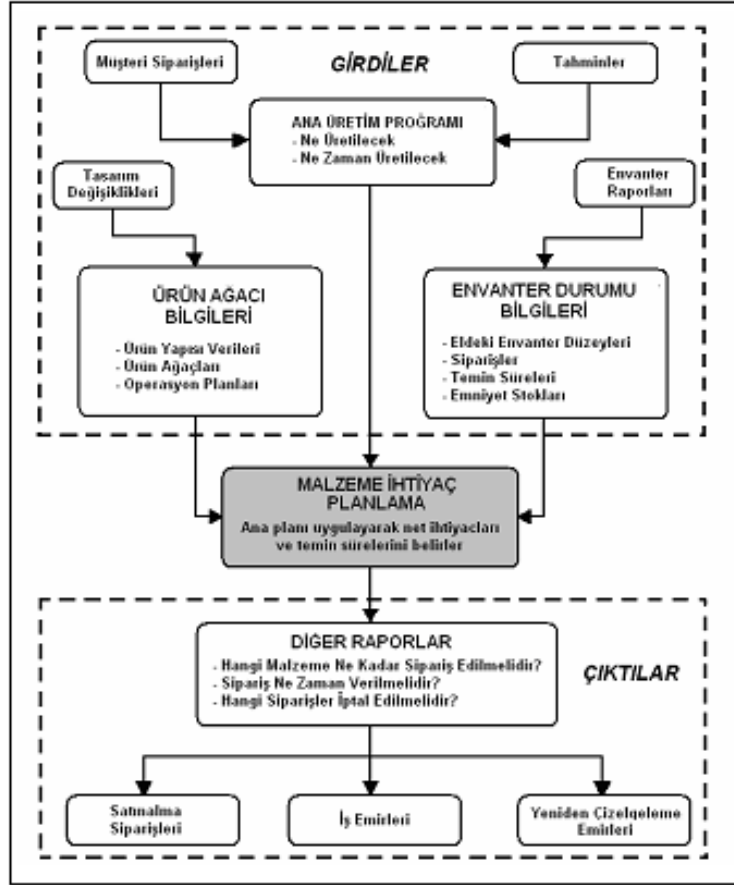 GİRDİLER
Müşteri Siparişleri
Tahminler
ANA ÜRETİM PROĞRAMI
- Ne Üretilecek
- Ne Zaman Üretilecek
Tasarım
Değişiklikleri
Envanter
Raporları
ÜRÜN AĞACI
BİLGİLERİ
- Ürün Yapısı Verileri
- Ürün Ağaçları
- Operasyon Planları
ENVANTER DURUMU
BİLGİLERİ
- Eldeki Envanter Düzeyleri
- Siparişler
- Temin Süreleri
- Emniyet Stokları
MALZEME İHTİYAÇ
PLANLAMA
Ana planı uygulayarak net ihtiyacları
ve temin sürelerini belirler
DİĞER RAPORLAR
- Hangi Malzeme Ne Kadar Sipariş Edilmelidir?
- Sipariş Ne Zaman Verilmelidir?
- Hangi Siparişler İptal Edilmelidir?
ÇIKTILAR
Satınalma
Siparişleri
İş Emirleri
Yeniden Çizelgeleme
Emirleri